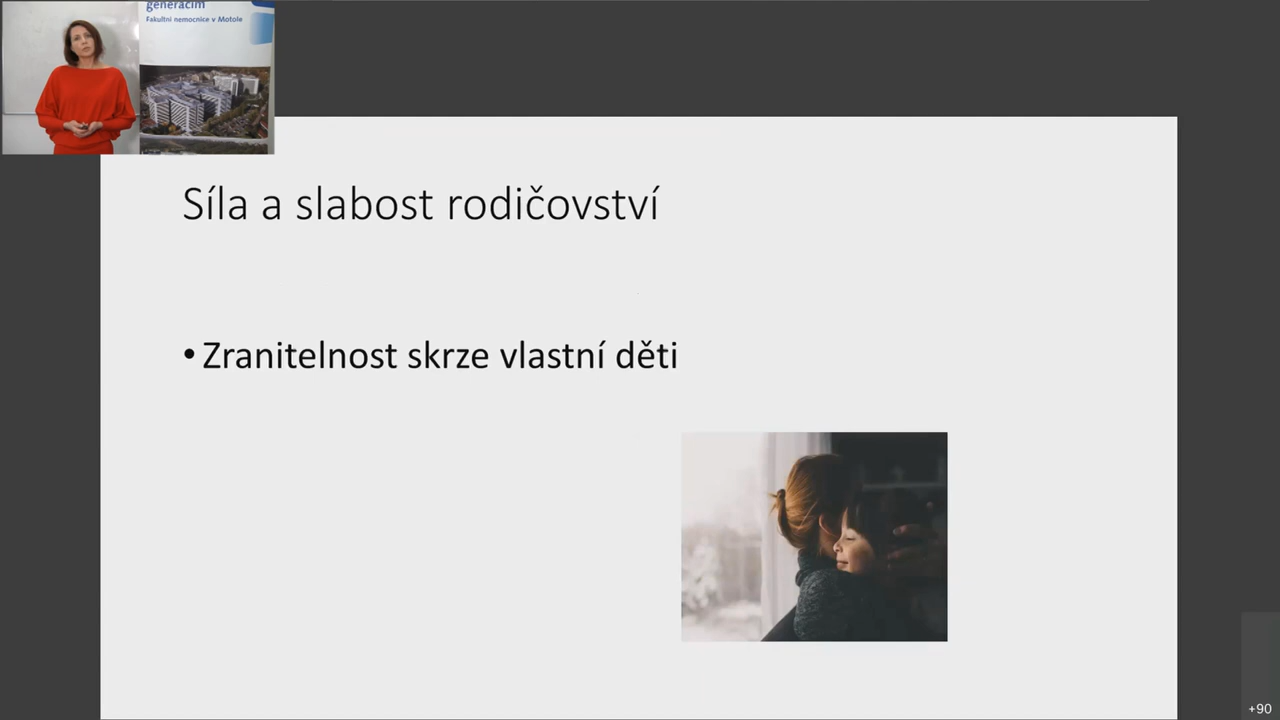 generacím
Fakultní nemocnice v Motole
Síla a slabost rodičovství
• Zranitelnost skrze vlastní děti
+90